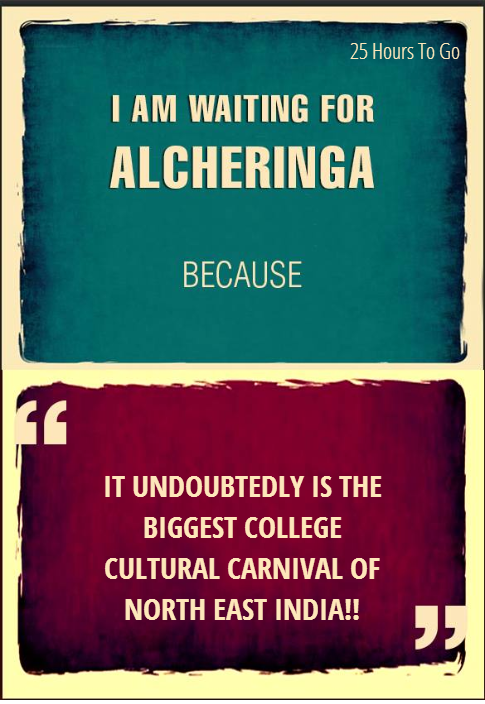 25 Hours To Go
I AM WAITING FOR
ALCHERINGA
BECAUSE
“
IT UNDOUBTEDLY IS THE
BIGGEST COLLEGE
CULTURAL CARNIVAL OF
NORTH EAST INDIA!!
”